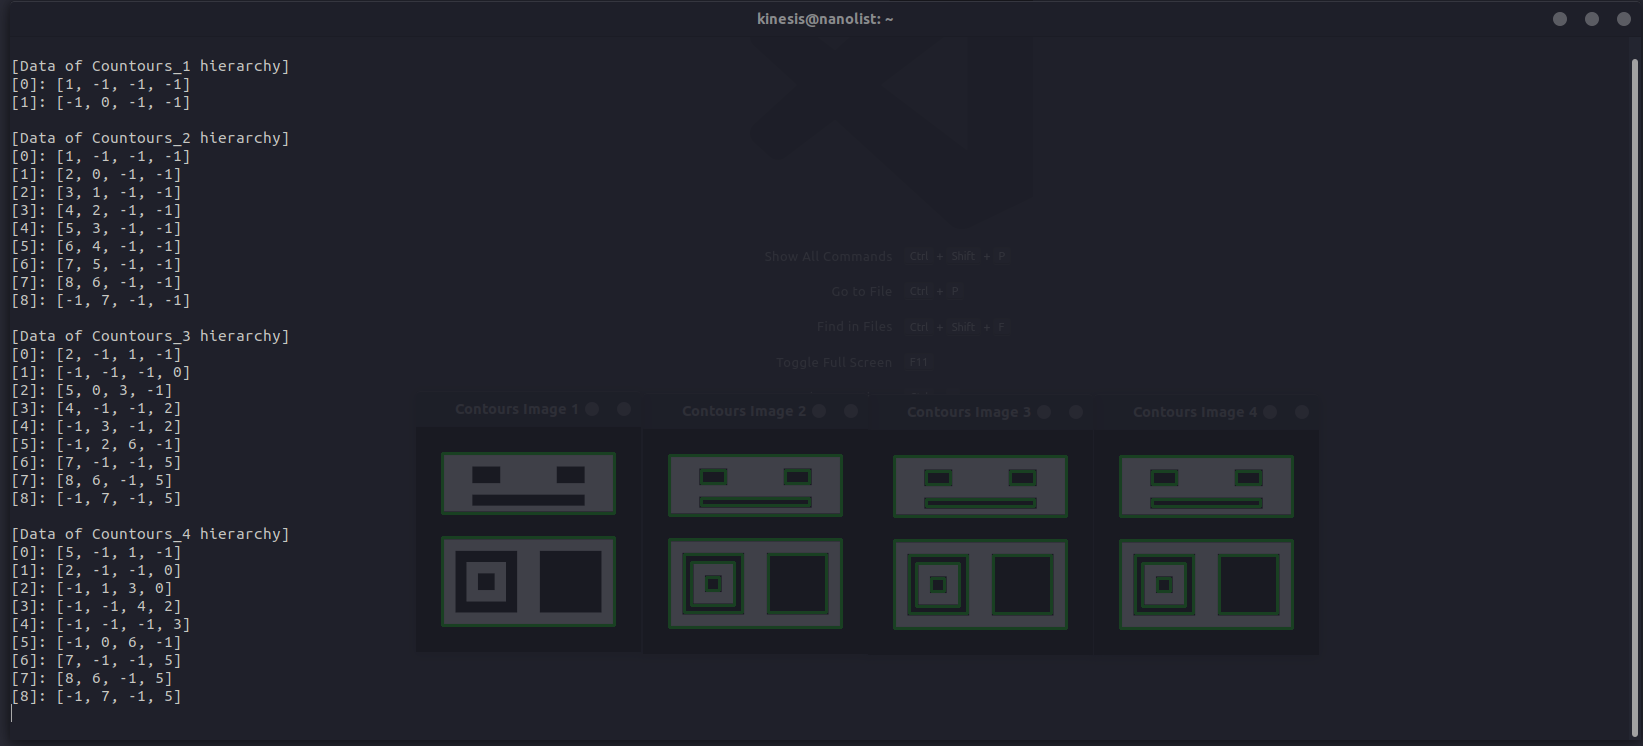 kinesis@nanolist: ~
[Data of Countours_1 hierarchy]
[0]: [1, -1, -1, -1]
[1]: [-1, 0, -1, -1]
[Data of Countours_2 hierarchy]
[0]: [1, -1, -1, -1]
[1]: [2, 0, -1, -1]
[2]: [3, 1, -1, -1]
[3]: [4, 2, -1, -1]
[4]: [5, 3, -1, -1]
[5]: [6, 4, -1, -1]
[6]: [7, 5, -1, -1]
[7]: [8, 6, -1, -1]
[8]: [-1, 7, -1, -1]
[Data of Countours_3 hierarchy]
[0]: [2, -1, 1, -1]
[1]: [-1, -1, -1, 0]
[2]: [5, 0, 3, -1]
[3]: [4, -1, -1, 2]
[4]: [-1, 3, -1, 2]
[5]: [-1, 2, 6, -1]
[6]: [7, -1, -1, 5]
[7]: [8, 6, -1, 5]
[8]: [-1, 7, -1, 5]
[Data of Countours_4 hierarchy]
[0]: [5, -1, 1, -1]
[1]: [2, -1, -1, 0]
[2]: [-1, 1, 3, 0]
[3]: [-1, -1, 4, 2]
[4]: [-1, -1, -1, 3]
[5]: [-1, 0, 6, -1]
[6]: [7, -1, -1, 5]
[7]: [8, 6, -1, 5]
[8]: [-1, 7, -1, 5]
Show All Commands Ctrl + Shift + P
Go to File Ctrl + P
Find in Files Ctrl + Shift + F
Toggle Full Screen F11
Contours Image 1
Contours Image 2
Contours Image 3
Contours Image 4